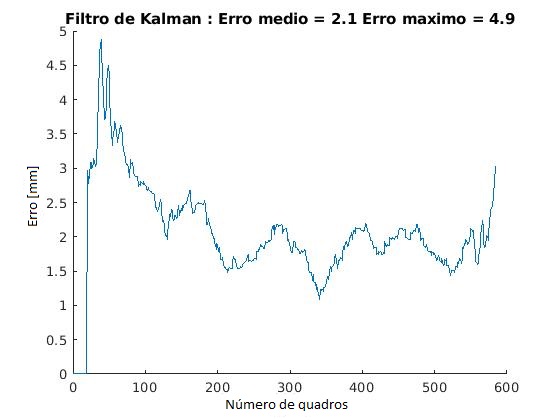 Filtro de Kalman : Erro medio = 2.1 Erro maximo = 4.9
5
4.5
4
3.5
3
2.5
2
1.5
1
0.5
0
Erro [mm]
0 100 200 300 400 500 600
Número de quadros